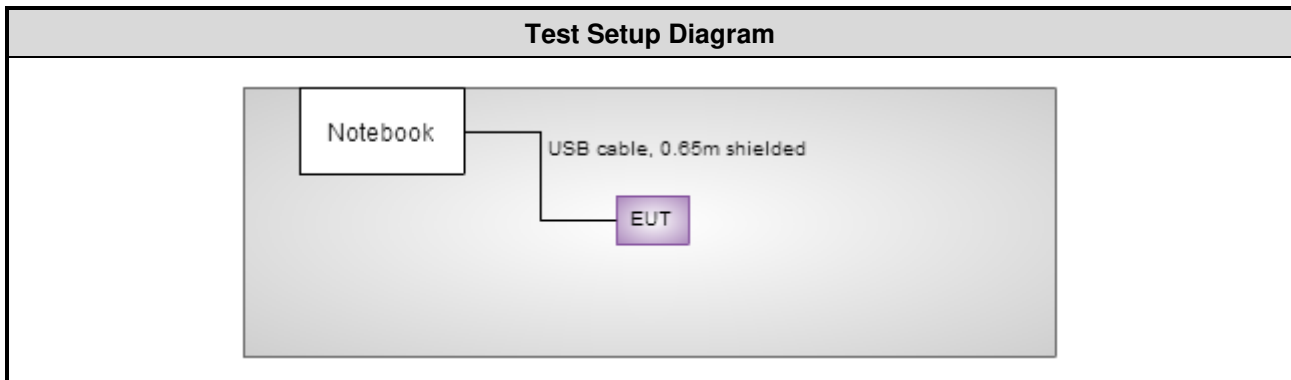 Test Setup Diagram
Notebook
USB cable, 0.65m shielded
EUT